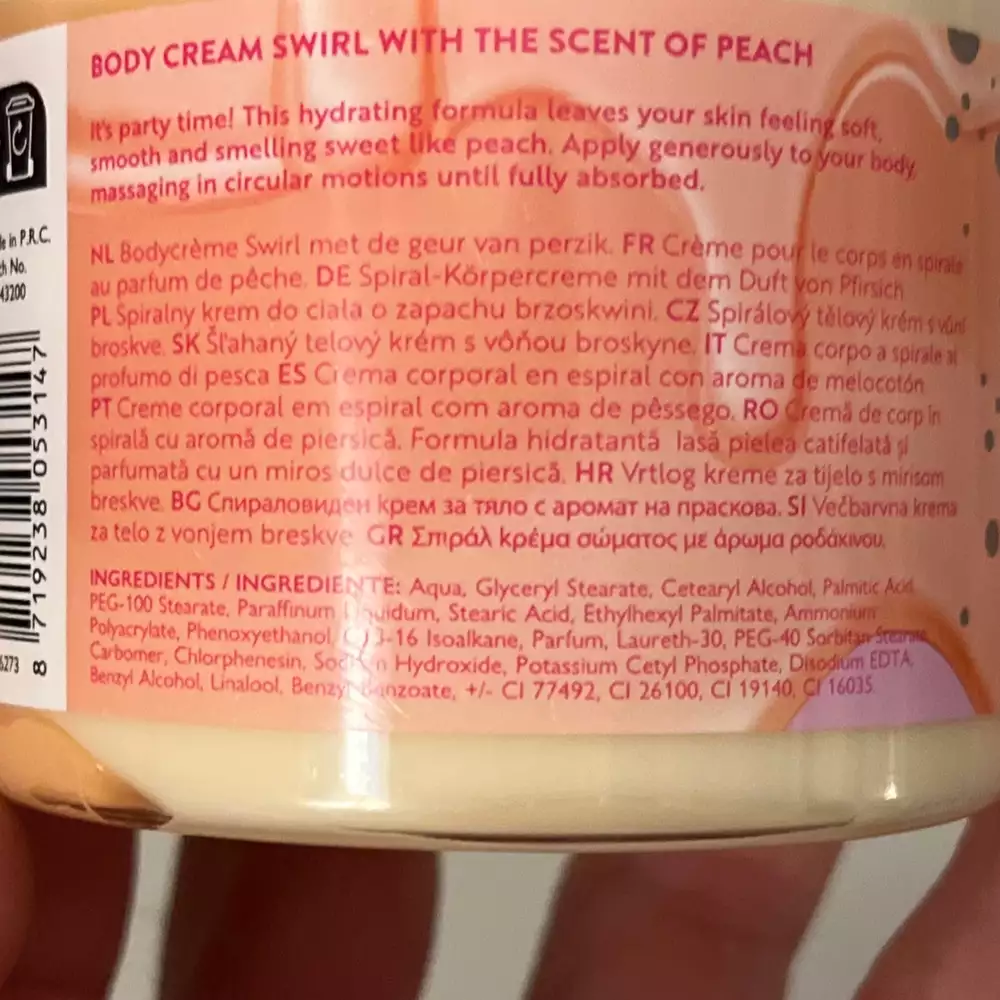 BODY CREAM SWIRL WITH THE SCENT OF PEACH
It's party time! This hydrating formula leaves your skin feeling soft,
smooth and smelling sweet like peach. Apply generously to your body,
massaging in circular motions until fully absorbed.
NL Bodycrème Swirl met de geur van perzik. FR Crème pour le corps en spirale
au parfum de pêche. DE Spiral-Körpercreme mit dem Duft von Pfirsich
PL Spiralny krem do ciała o zapachu brzoskwini. CZ Spirálový tělový krém s vůní
broskve. SK Šľahaný telový krém s vôňou broskyne. IT Crema corpo a spirale al
profumo di pesca ES Crema corporal en espiral con aroma de melocotón
PT Creme corporal em espiral com aroma de pêssego. RO Cremă de corp în
spirală cu aromă de piersică. Formula hidratantă lasă pielea catifelată și
parfumată cu un miros dulce de piersică. HR Vrtlog kreme za tijelo s mirisom
breskve. BG Спираловиден крем за тяло с аромат на праскова. SI Večbarvna krema
za telo z vonjem breskve GR Σπιράλ κρέμα σώματος με άρωμα ροδάκινου.
INGREDIENTS / INGREDIENTE: Aqua, Glyceryl Stearate, Cetearyl Alcohol, Palmitic Acid,
PEG-100 Stearate, Paraffinum Liquidum, Stearic Acid, Ethylhexyl Palmitate, Ammonium
Polyacrylate, Phenoxyethanol, C13-16 Isoalkane, Parfum, Laureth-30, PEG-40 Sorbitan Stearate,
Carbomer, Chlorphenesin, Sodium Hydroxide, Potassium Cetyl Phosphate, Disodium EDTA,
Benzyl Alcohol, Linalool, Benzyl Benzoate, +/- CI 77492, CI 26100, CI 19140, CI 16035
in P.R.C.
No.
43200
8 719238 053147